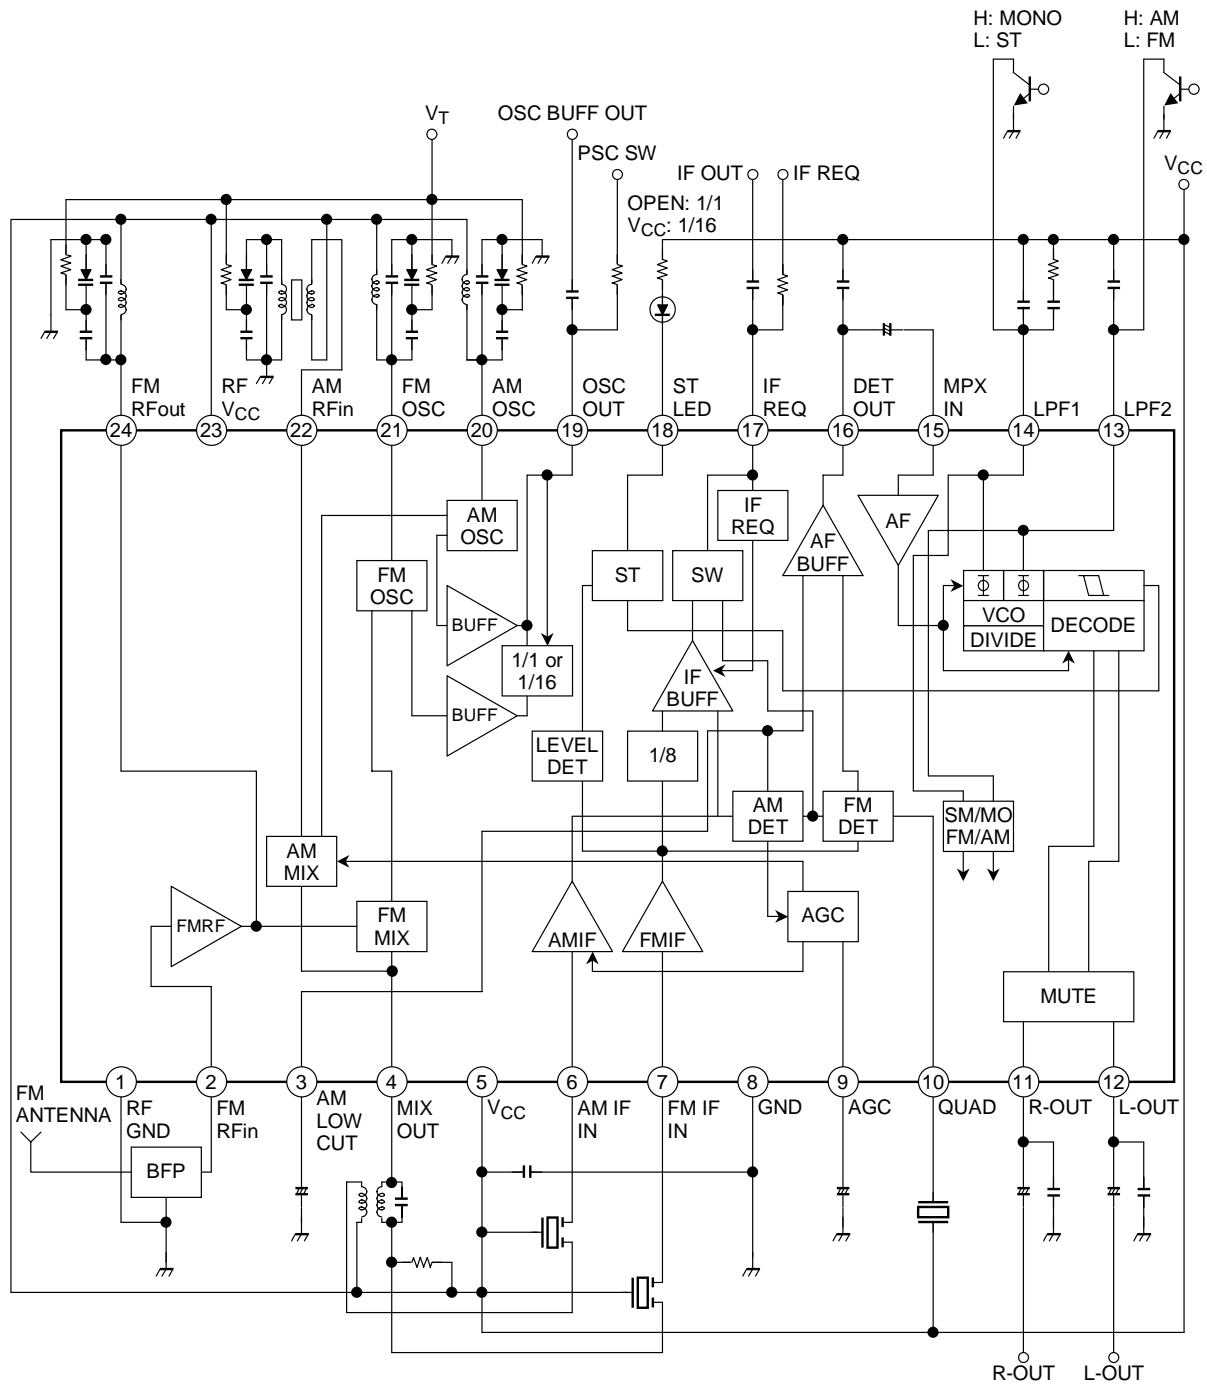 H: MONO
L: ST
H: AM
L: FM
VT
OSC BUFF OUT
PSC SW
IF OUT
IF REQ
VCC
OPEN: 1/1
VCC: 1/16
FM
RFout
RF
VCC
AM
RFin
FM
OSC
AM
OSC
OSC
OUT
ST
LED
IF
REQ
DET
OUT
MPX
IN
LPF1
LPF2
24
23
22
21
20
19
18
17
16
15
14
13
AM
OSC
IF
REQ
AF
FM
OSC
ST
SW
AF
BUFF
BUFF
VCO
DIVIDE
DECODE
1/1 or
1/16
IF
BUFF
BUFF
LEVEL
DET
1/8
AM
DET
FM
DET
SM/MO
FM/AM
AM
MIX
FMRF
FM
MIX
AMIF
FMIF
AGC
MUTE
1
2
3
4
5
6
7
8
9
10
11
12
FM
ANTENNA
RF
GND
FM
RFin
AM
LOW
CUT
MIX
OUT
VCC
AM IF
IN
FM IF
IN
GND
AGC
QUAD
R-OUT
L-OUT
BFP
R-OUT
L-OUT